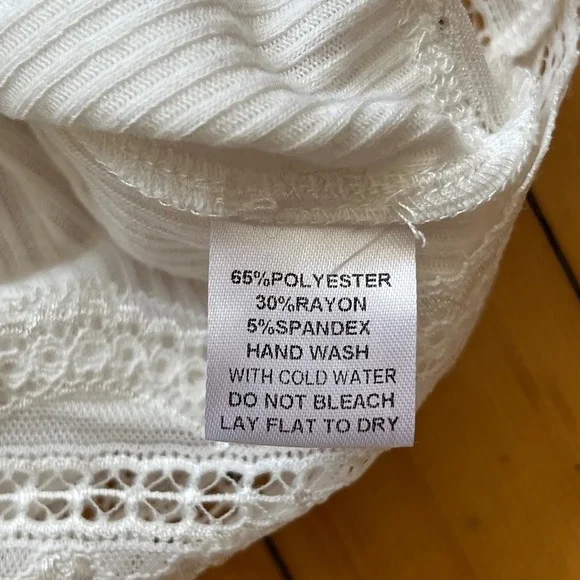 65%POLYESTER
30%RAYON
5%SPANDEX
HAND WASH
WITH COLD WATER
DO NOT BLEACH
LAY FLAT TO DRY